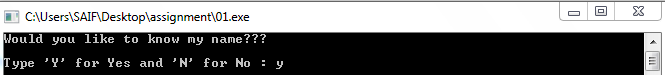 C:\Users\SAIF\Desktop\assignment\01.exe
Would you like to know my name???
Type 'Y' for Yes and 'N' for No : y